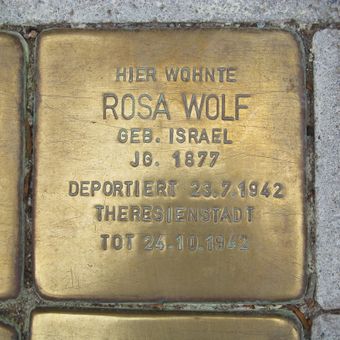 HIER WOHNTE
ROSA WOLF
GEB. ISRAEL
JG. 1877
DEPORTIERT 23.7.1942
THERESIENSTADT
TOT 24.10.1942